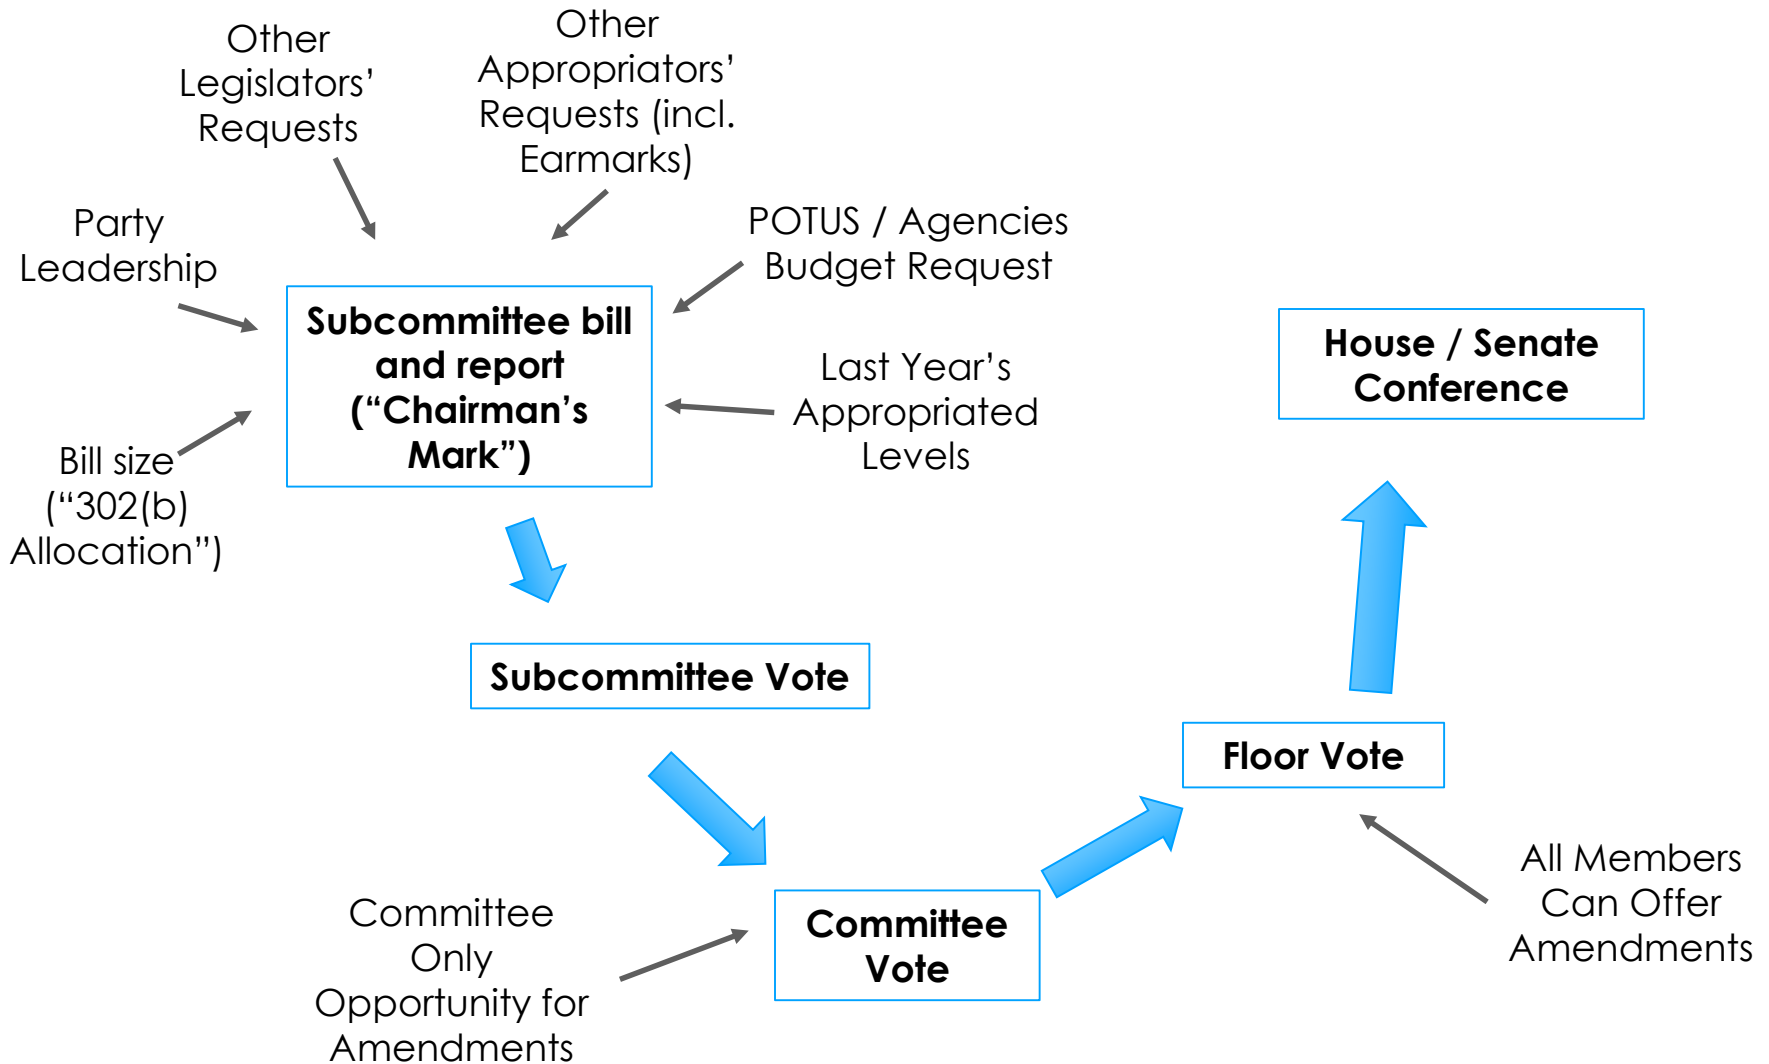 Other
Legislators’
Requests
Other
Appropriators’
Requests (incl.
Earmarks)
Party
Leadership
POTUS / Agencies
Budget Request
Subcommittee bill
and report
(“Chairman’s
Mark”)
House / Senate
Conference
Last Year’s
Appropriated
Levels
Bill size
(“302(b)
Allocation”)
Subcommittee Vote
Floor Vote
All Members
Can Offer
Amendments
Committee
Only
Opportunity for
Amendments
Committee
Vote